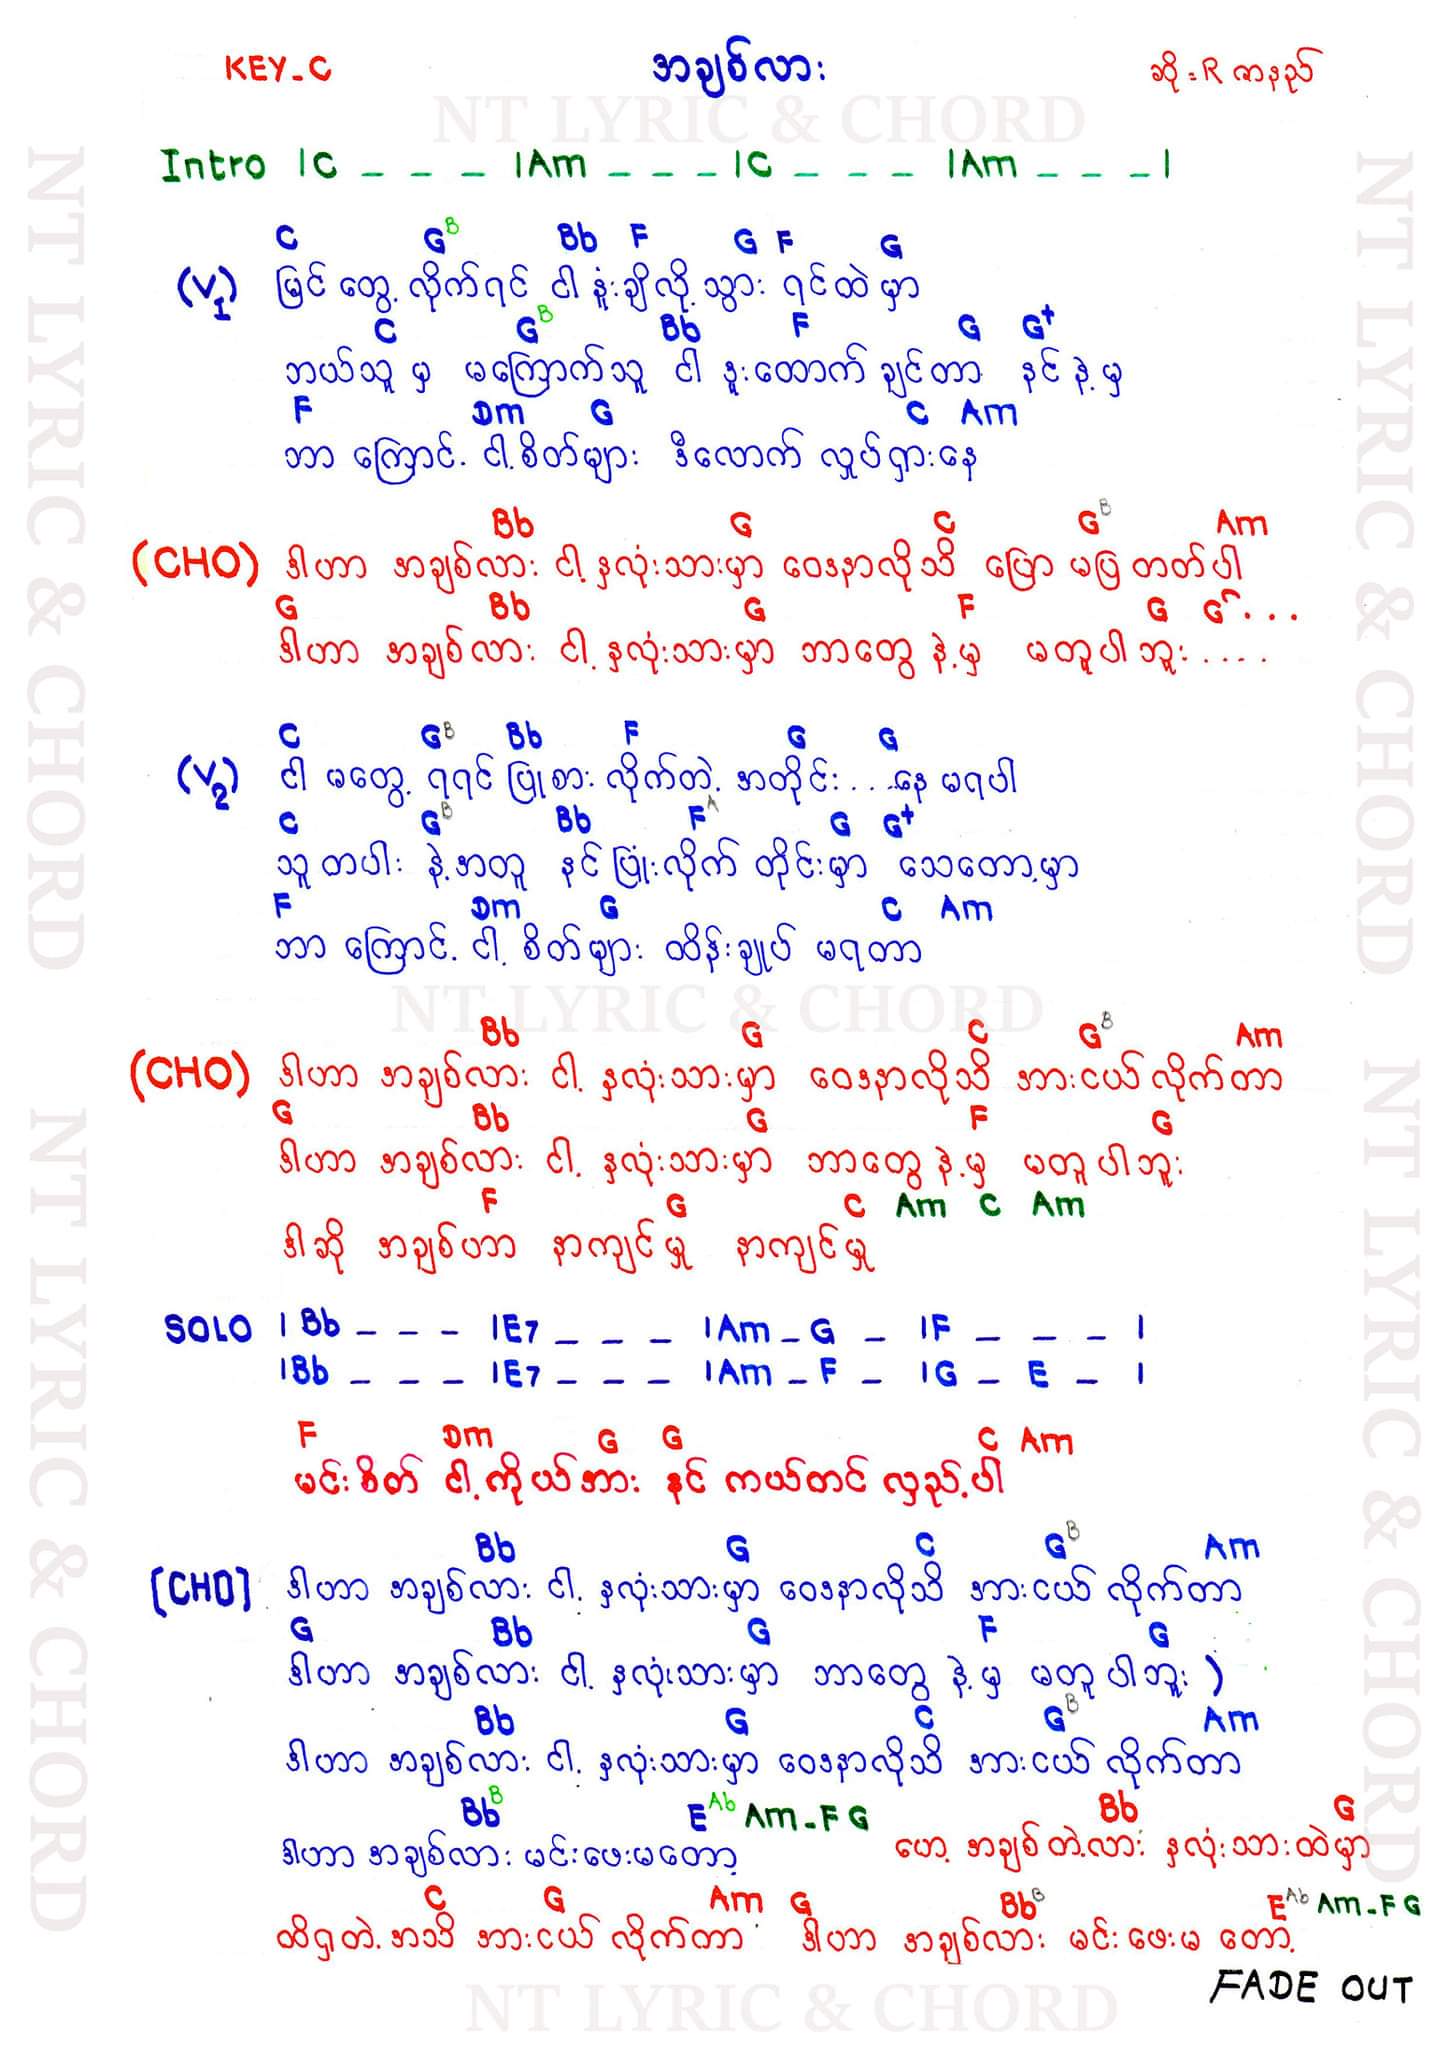 KEY-C
အချစ်လား
ဆို = R ဇာနည်
NT LYRIC & CHORD
Intro |C _ _ _ |Am _ _ _ |C _ _ _ |Am _ _ _ |
C G B Bb F G F G
(V1) မြင်တွေ့ လိုက်ရင် ငါ နူံးချိလို့ သွား ရင်ထဲမှာ
C G B Bb F G G+
ဘယ်သူမှ မကြောက်သူ ငါ ဒူးထောက်ချင်တာ နင်နဲ့မှ
F Dm G C Am
ဘာကြောင့် ငါ့စိတ်များ ဒီလောက် လှုပ်ရှားနေ
Bb G C G B Am
(CHO) ဒါဟာ အချစ်လား ငါ့ နှလုံးသားမှာ ဝေဒနာလိုသိ ပြော မပြ တတ်ပါ
G Bb G F G G ...
ဒါဟာ အချစ်လား ငါ့ နှလုံးသားမှာ ဘာတွေနဲ့မှ မတူပါဘူး ....
C G B Bb F G G
(V2) ငါ မတွေ့ ရရင် ပြုစား လိုက်တဲ့ အတိုင်း ...နေ မရပါ
C G B Bb F A G G+
သူတပါး နဲ့အတူ နင် ပြုံးလိုက် တိုင်းမှာ သေတော့မှာ
F Dm G C Am
ဘာကြောင့် ငါ့ စိတ်များ ထိန်းချုပ် မရတာ
NT LYRIC & CHORD
Bb G C G B Am
(CHO) ဒါဟာ အချစ်လား ငါ့ နှလုံးသားမှာ ဝေဒနာလိုသိ အားငယ်လိုက်တာ
G Bb G F G
ဒါဟာ အချစ်လား ငါ့ နှလုံးသားမှာ ဘာတွေနဲ့မှ မတူပါဘူး
F G C Am C Am
ဒါဆို အချစ်ဟာ နာကျင်မှု နာကျင်မှု
SOLO | Bb _ _ _ |E7 _ _ _ |Am _ G _ |F _ _ _ |
|Bb _ _ _ |E7 _ _ _ |Am _ F _ |G _ E _ |
F Dm G G C Am
မင်းစိတ် ငါ့ကိုယ်အား နင် ကယ်တင် လှည့်ပါ
Bb G C G B Am
[CHO] ဒါဟာ အချစ်လား ငါ့ နှလုံးသားမှာ ဝေဒနာလိုသိ အားငယ် လိုက်တာ
G Bb G F G
ဒါဟာ အချစ်လား ငါ့ နှလုံးသားမှာ ဘာတွေ နဲ့မှ မတူပါဘူး )
Bb G C G B Am
ဒါဟာ အချစ်လား ငါ့ နှလုံးသားမှာ ဝေဒနာလိုသိ အားငယ် လိုက်တာ
Bb B E Ab Am-F G
ဒါဟာ အချစ်လား မင်းဖေးမတော့
Bb G
ဟေ့ အချစ်တဲ့လား နှလုံးသားထဲမှာ
C G Am G Bb B E Ab Am-F G
ထိရှတဲ့အသိ အားငယ် လိုက်တာ ဒါဟာ အချစ်လား မင်းဖေးမ တော့
FADE OUT
NT LYRIC & CHORD
NT LYRIC & CHORD
NT LYRIC & CHORD
NT LYRIC & CHORD
NT LYRIC & CHORD